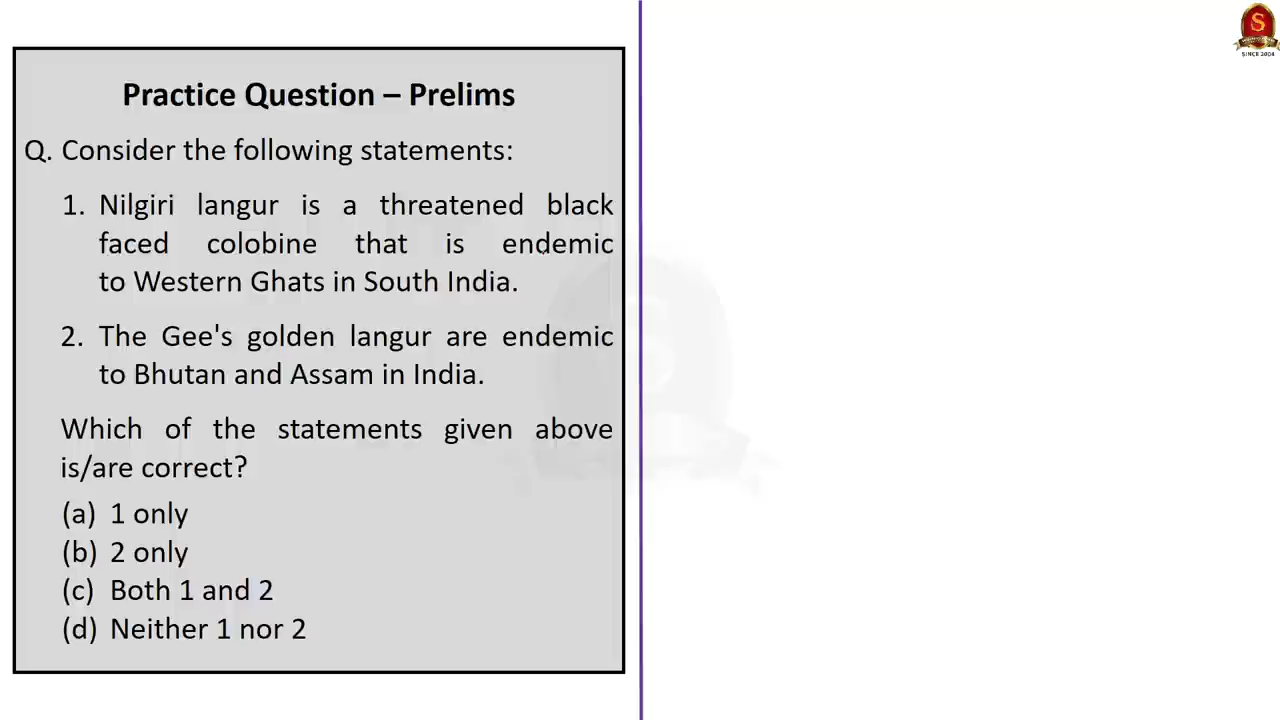 Practice Question – Prelims
Q. Consider the following statements:
1. Nilgiri langur is a threatened black
faced colobine that is endemic
to Western Ghats in South India.
2. The Gee's golden langur are endemic
to Bhutan and Assam in India.
Which of the statements given above
is/are correct?
(a) 1 only
(b) 2 only
(c) Both 1 and 2
(d) Neither 1 nor 2
S
SINCE 2004